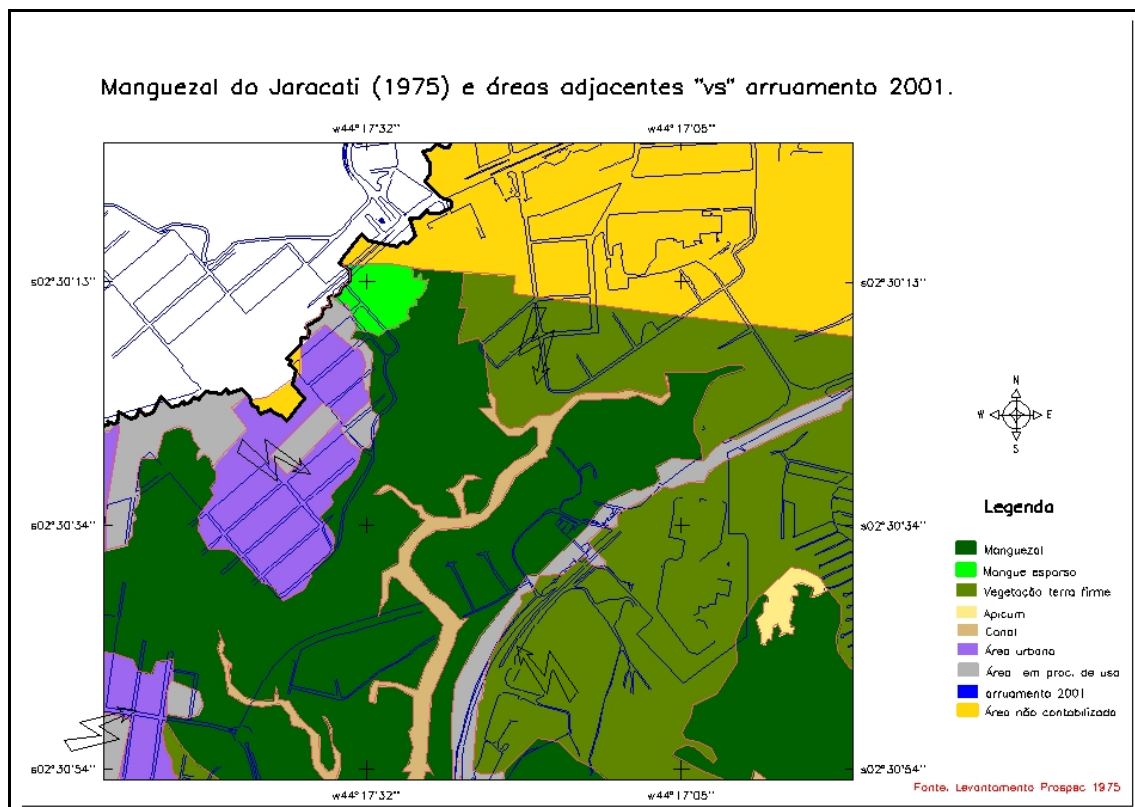 Manguezal do Jaracati (1975) e áreas adjacentes "vs" arruamento 2001.
w44°17'32'' w44°17'05''
s02°30'13'' s02°30'13''
N
W E
S
s02°30'34'' s02°30'34''
Legenda
Manguezal
Mangue esparso
Vegetação terra firme
Apicum
Canal
Área urbana
Área em proc. de uso
arruamento 2001
Área não contabilizada
s02°30'54'' s02°30'54''
w44°17'32'' w44°17'05''
Fonte. Levantamento Prospec 1975